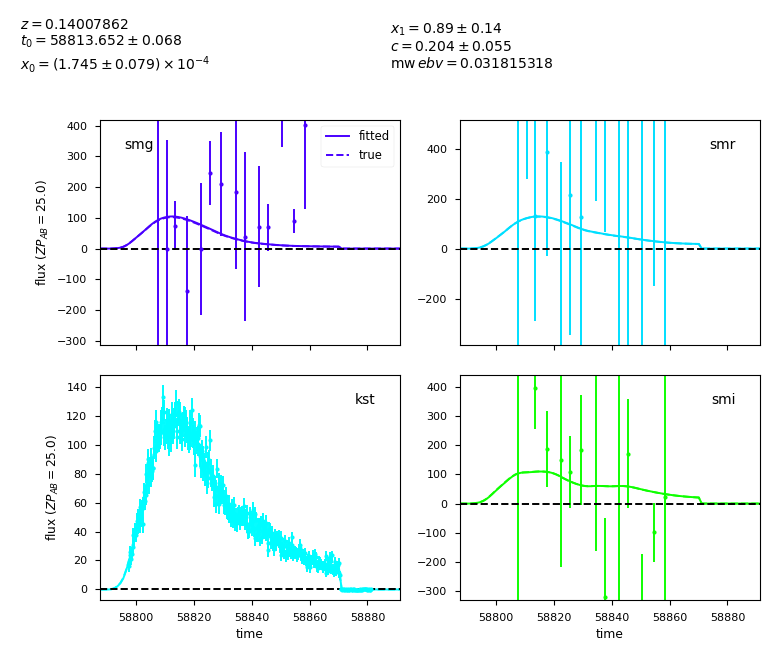 z = 0.14007862
t₀ = 58813.652 ± 0.068
x₀ = (1.745 ± 0.079) × 10⁻⁴
x₁ = 0.89 ± 0.14
c = 0.204 ± 0.055
mw ebv = 0.031815318
smg
fitted
true
400
300
200
100
0
−100
−200
−300
flux (ZP_AB = 25.0)
smr
400
200
0
−200
kst
140
120
100
80
60
40
20
0
flux (ZP_AB = 25.0)
58800 58820 58840 58860 58880
time
smi
400
300
200
100
0
−100
−200
−300
58800 58820 58840 58860 58880
time